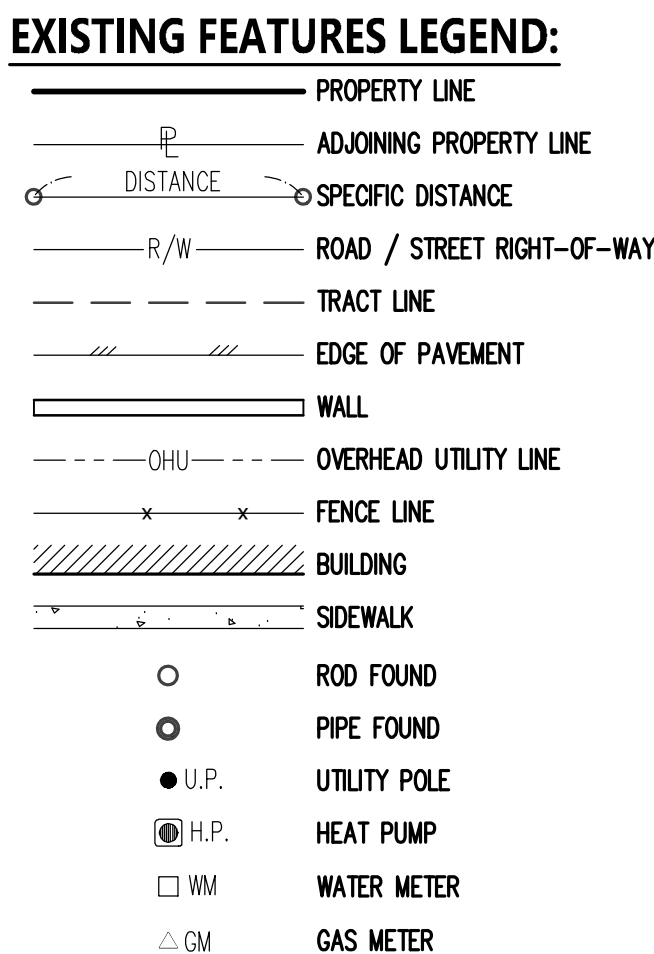 EXISTING FEATURES LEGEND:
PROPERTY LINE
PL ADJOINING PROPERTY LINE
DISTANCE SPECIFIC DISTANCE
R/W ROAD / STREET RIGHT-OF-WAY
TRACT LINE
EDGE OF PAVEMENT
WALL
OHU OVERHEAD UTILITY LINE
x x FENCE LINE
BUILDING
SIDEWALK
ROD FOUND
PIPE FOUND
U.P. UTILITY POLE
H.P. HEAT PUMP
WM WATER METER
GM GAS METER